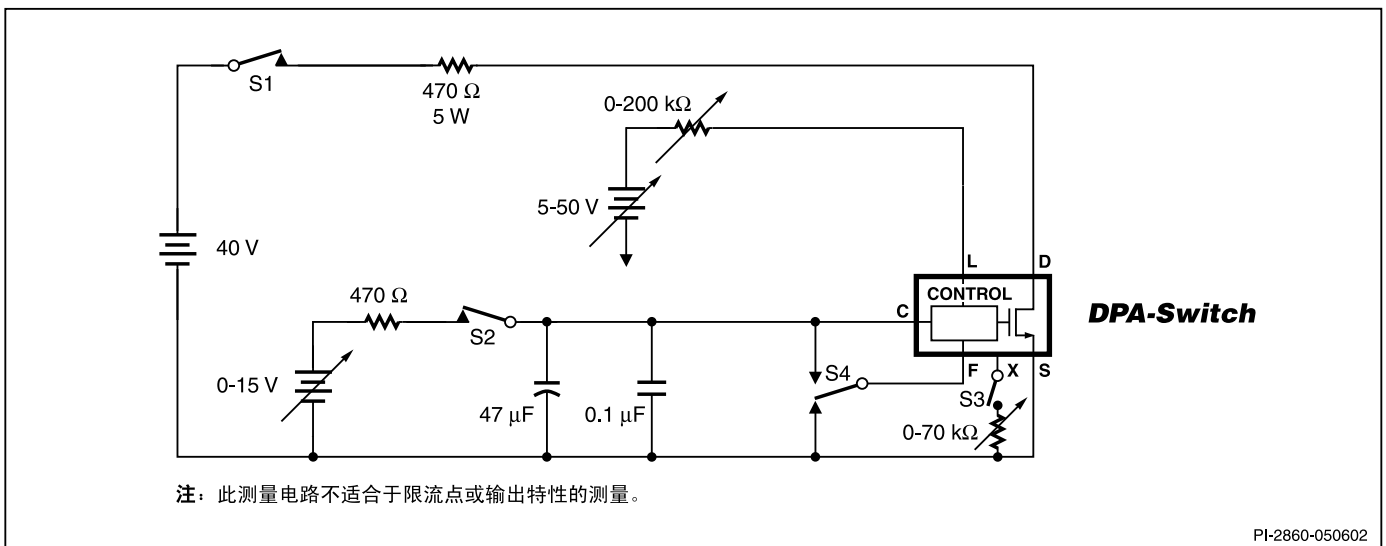 S1
470 Ω
5 W
0-200 kΩ
5-50 V
40 V
L
D
CONTROL
C
DPA-Switch
470 Ω
S2
0-15 V
47 µF
0.1 µF
S4
F
X
S
S3
0-70 kΩ
注：此测量电路不适合于限流点或输出特性的测量。
PI-2860-050602